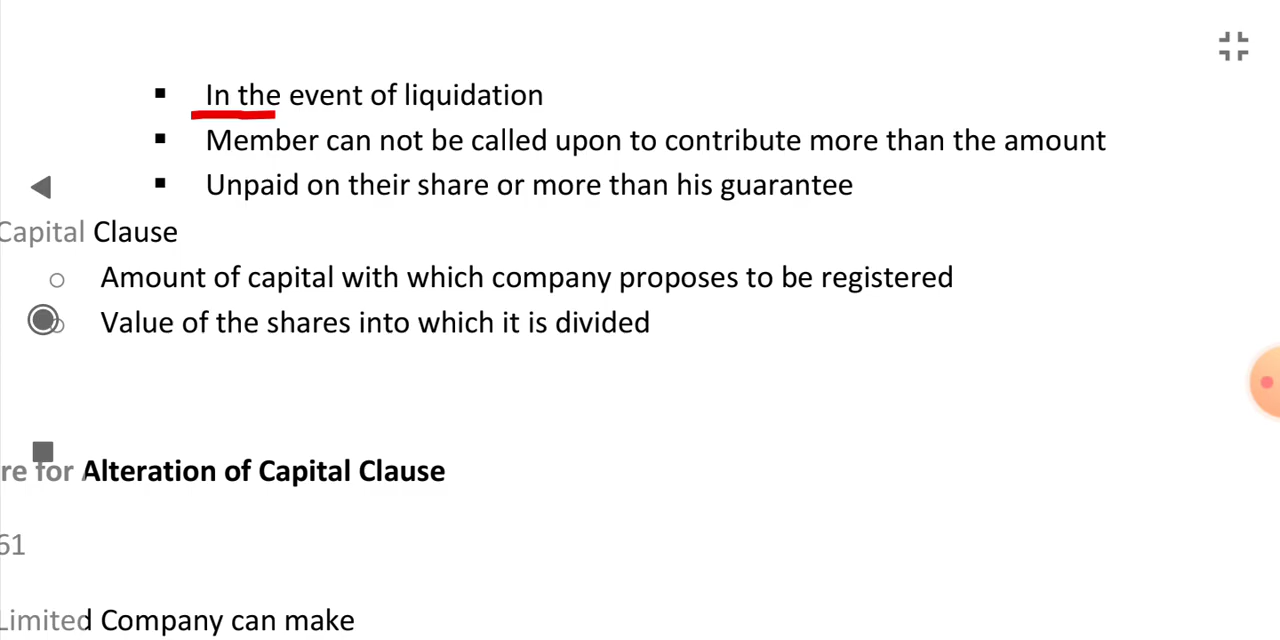 In the event of liquidation
Member can not be called upon to contribute more than the amount
Unpaid on their share or more than his guarantee
Capital Clause
Amount of capital with which company proposes to be registered
Value of the shares into which it is divided
re for Alteration of Capital Clause
61
Limited Company can make